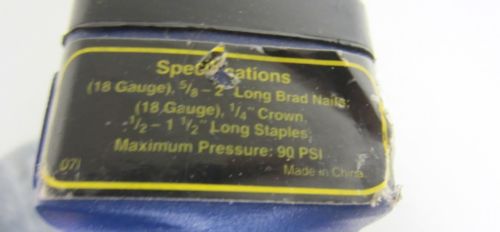 Specifications
(18 Gauge), 5/8 - 2" Long Brad Nails;
(18 Gauge), 1/4" Crown,
1/2 - 1 1/2" Long Staples;
Maximum Pressure: 90 PSI
Made in China